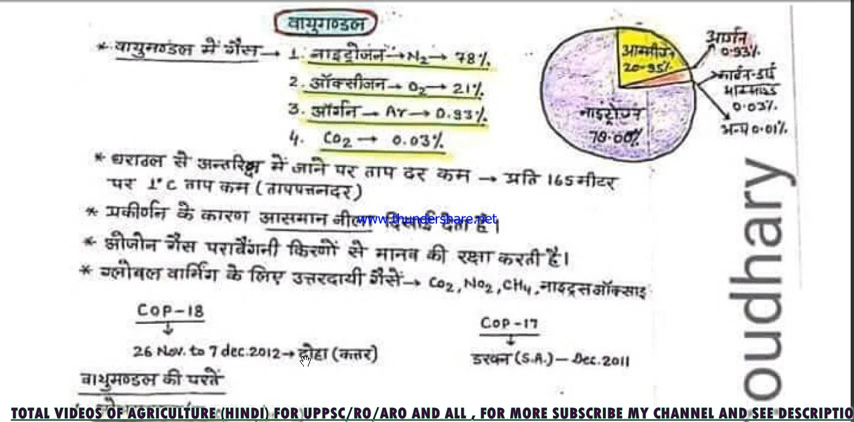 वायुमण्डल
* वायुमण्डल में गैस → 1. नाइट्रोजन → N₂ → 78%
2. ऑक्सीजन → O₂ → 21%
3. ऑर्गन → Ar → 0.93%
4. CO₂ → 0.03%
आक्सीजन
20.95%
आर्गन
0.93%
कार्बन-डाई
आक्साइड
0.03%
अन्य 0.01%
नाइट्रोजन
78.00%
* धरातल से अन्तरिक्ष में जाने पर ताप दर कम → प्रति 165 मीटर
पर 1°C ताप कम (तापपत्तनदर)
* प्रकीर्णन के कारण आसमान नीला दिखाई देता है।
www.thundershare.net
* ओजोन गैस पराबैंगनी किरणों से मानव की रक्षा करती है।
* ग्लोबल वार्मिंग के लिए उत्तरदायी गैसें → CO₂, NO₂, CH₄, नाइट्रस ऑक्साइ
COP-18
↓
26 Nov. to 7 dec. 2012 → दोहा (कतर)
COP-17
↓
डरबन (S.A.) — Dec. 2011
वायुमण्डल की परतें
oudhary
TOTAL VIDEOS OF AGRICULTURE (HINDI) FOR UPPSC/RO/ARO AND ALL , FOR MORE SUBSCRIBE MY CHANNEL AND SEE DESCRIPTIO